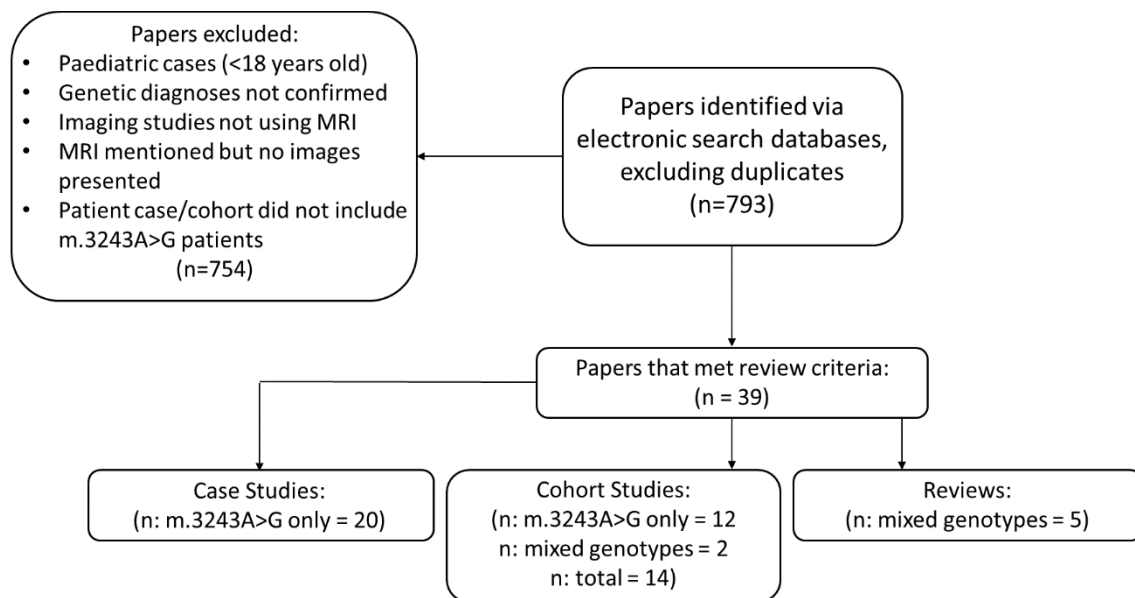 Papers excluded:
• Paediatric cases (<18 years old)
• Genetic diagnoses not confirmed
• Imaging studies not using MRI
• MRI mentioned but no images
presented
• Patient case/cohort did not include
m.3243A>G patients
(n=754)
Papers identified via
electronic search databases,
excluding duplicates
(n=793)
Papers that met review criteria:
(n = 39)
Case Studies:
(n: m.3243A>G only = 20)
Cohort Studies:
(n: m.3243A>G only = 12
n: mixed genotypes = 2
n: total = 14)
Reviews:
(n: mixed genotypes = 5)